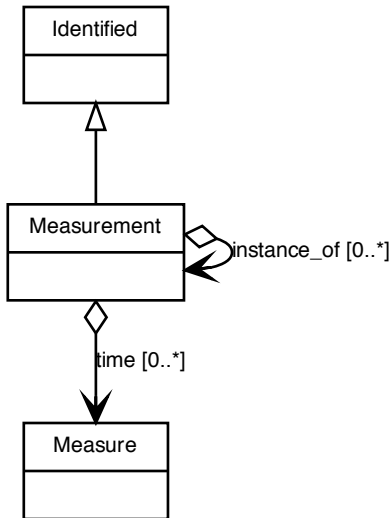 Identified
Measurement
instance_of [0..*]
time [0..*]
Measure